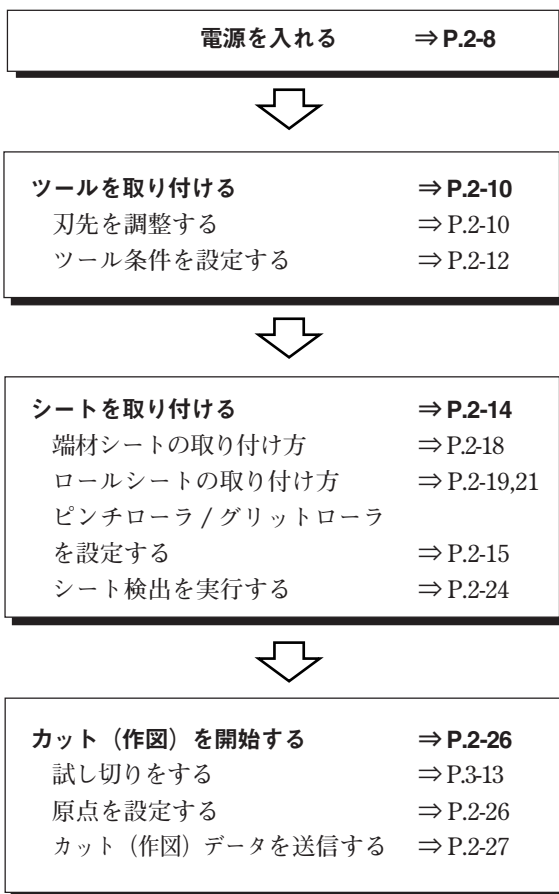 電源を入れる ⇒P.2-8
ツールを取り付ける ⇒P.2-10
刃先を調整する ⇒P.2-10
ツール条件を設定する ⇒P.2-12
シートを取り付ける ⇒P.2-14
端材シートの取り付け方 ⇒P.2-18
ロールシートの取り付け方 ⇒P.2-19,21
ピンチローラ / グリットローラ
を設定する ⇒P.2-15
シート検出を実行する ⇒P.2-24
カット（作図）を開始する ⇒P.2-26
試し切りをする ⇒P.3-13
原点を設定する ⇒P.2-26
カット（作図）データを送信する ⇒P.2-27